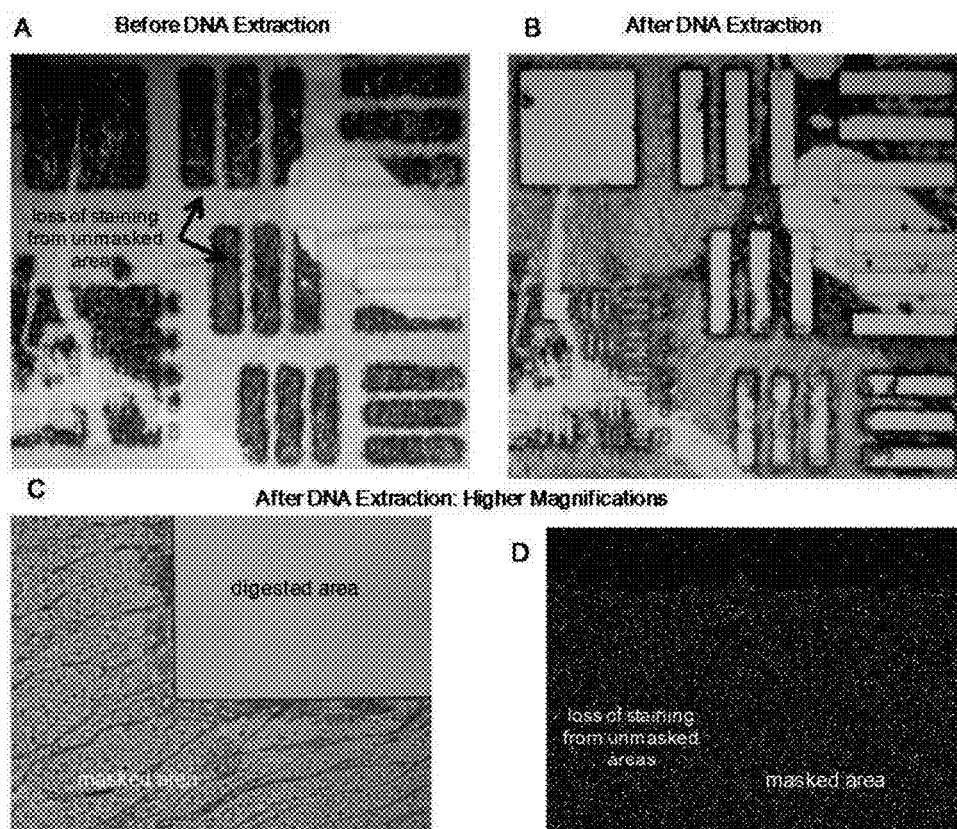 A Before DNA Extraction
B After DNA Extraction
loss of staining
from unmasked
areas
C
After DNA Extraction: Higher Magnifications
digested area
masked area
D
loss of staining
from unmasked
areas
masked area